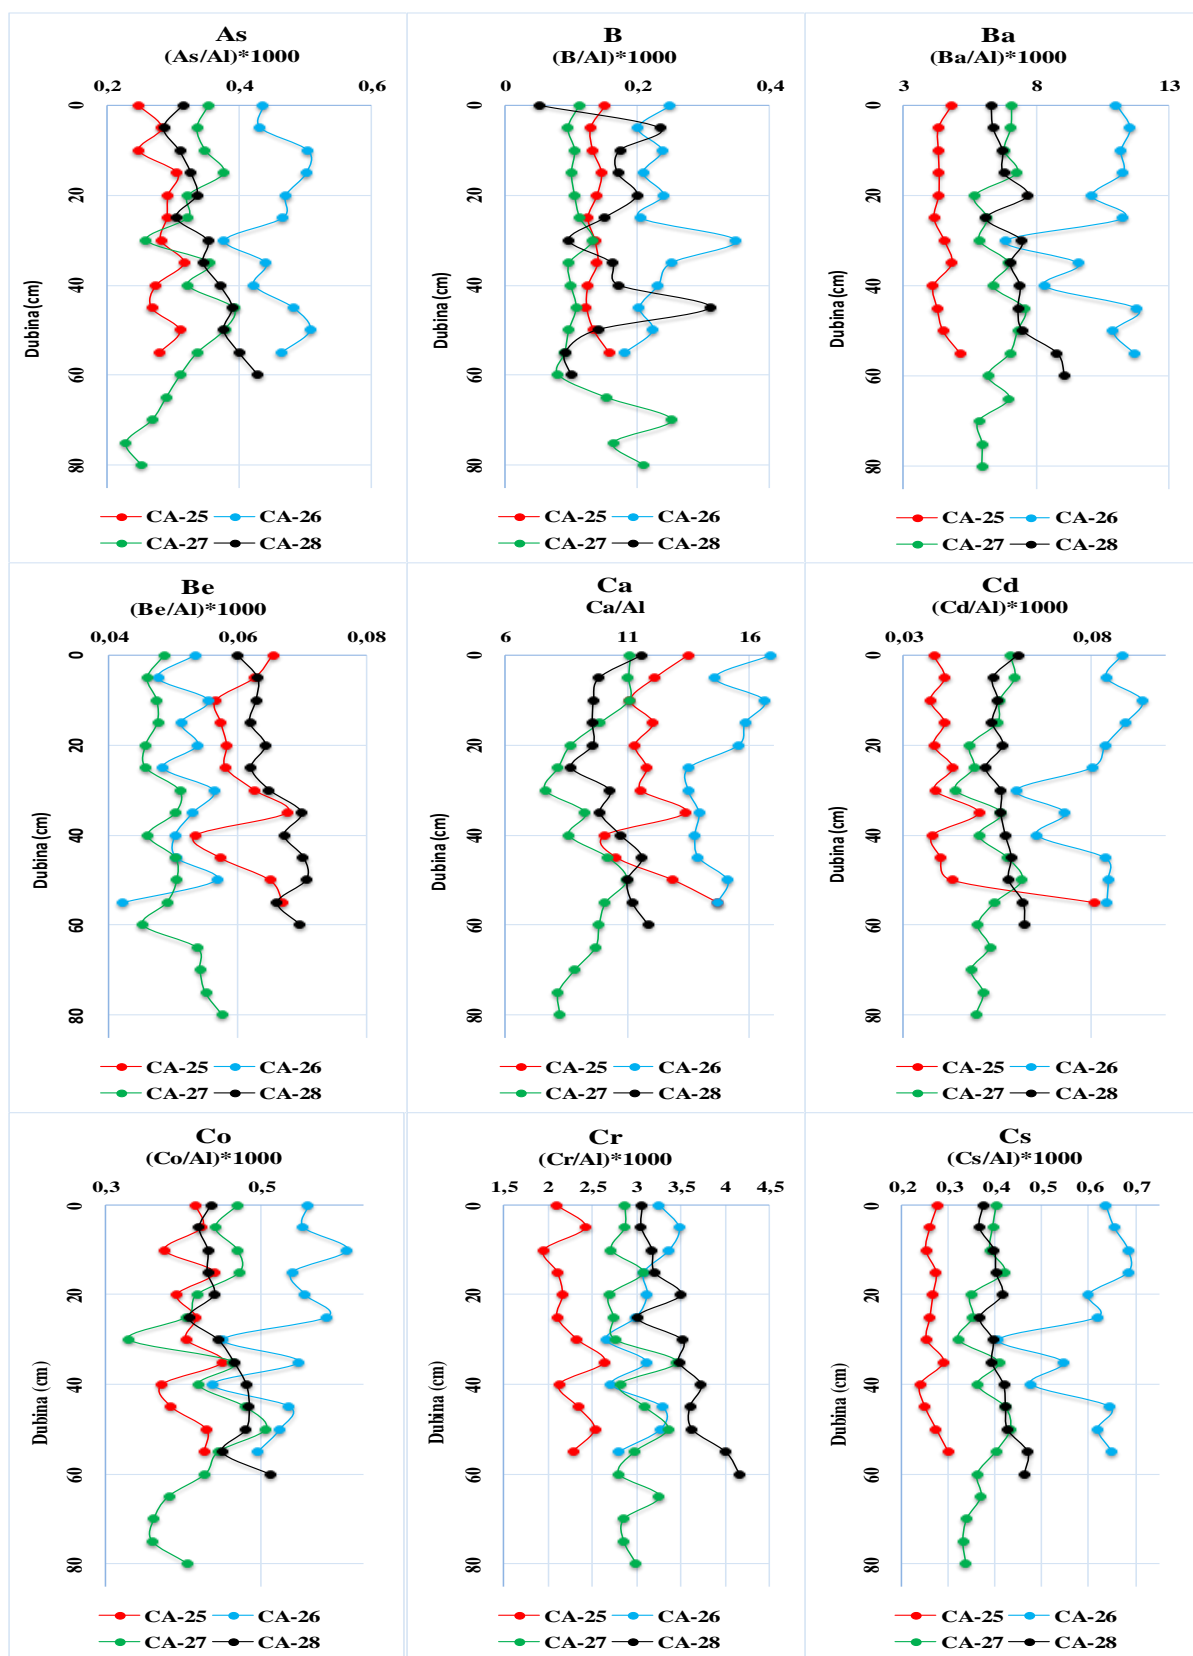 As
(As/Al)*1000
0,2 0,4 0,6
0
20
40
60
80
Dubina (cm)
CA-25 CA-26
CA-27 CA-28
B
(B/Al)*1000
0 0,2 0,4
0
20
40
60
80
Dubina (cm)
CA-25 CA-26
CA-27 CA-28
Ba
(Ba/Al)*1000
3 8 13
0
20
40
60
80
Dubina (cm)
CA-25 CA-26
CA-27 CA-28
Be
(Be/Al)*1000
0,04 0,06 0,08
0
20
40
60
80
Dubina (cm)
CA-25 CA-26
CA-27 CA-28
Ca
Ca/Al
6 11 16
0
20
40
60
80
Dubina (cm)
CA-25 CA-26
CA-27 CA-28
Cd
(Cd/Al)*1000
0,03 0,08
0
20
40
60
80
Dubina (cm)
CA-25 CA-26
CA-27 CA-28
Co
(Co/Al)*1000
0,3 0,5
0
20
40
60
80
Dubina (cm)
CA-25 CA-26
CA-27 CA-28
Cr
(Cr/Al)*1000
1,5 2 2,5 3 3,5 4 4,5
0
20
40
60
80
Dubina (cm)
CA-25 CA-26
CA-27 CA-28
Cs
(Cs/Al)*1000
0,2 0,3 0,4 0,5 0,6 0,7
0
20
40
60
80
Dubina (cm)
CA-25 CA-26
CA-27 CA-28